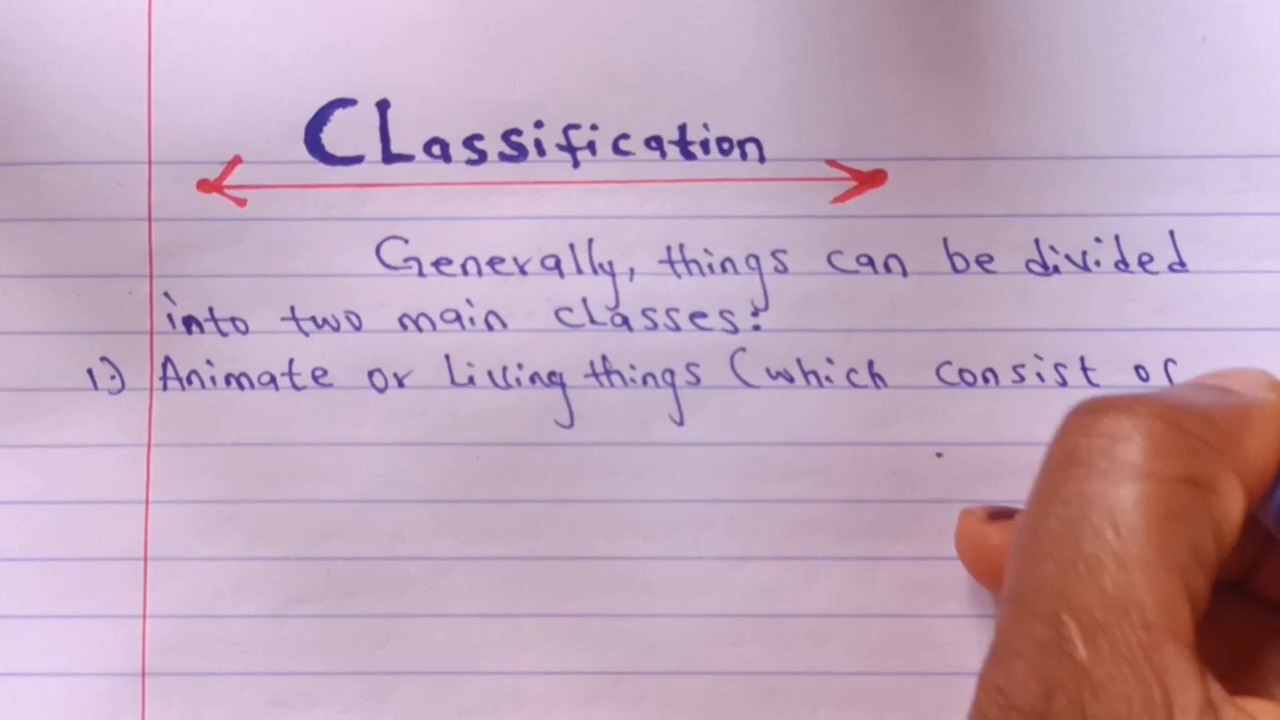 CLassification
Generally, things can be divided
into two main classes:
1:) Animate or Living things (which consist of